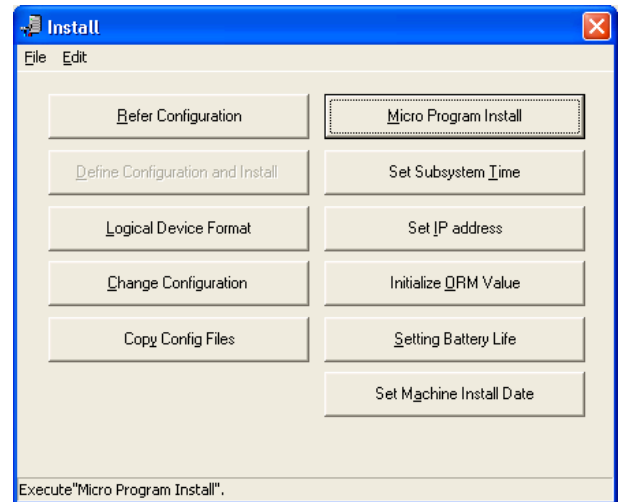 Install
File Edit
Refer Configuration
Micro Program Install
Define Configuration and Install
Set Subsystem Time
Logical Device Format
Set IP address
Change Configuration
Initialize ORM Value
Copy Config Files
Setting Battery Life
Set Machine Install Date
Execute"Micro Program Install".